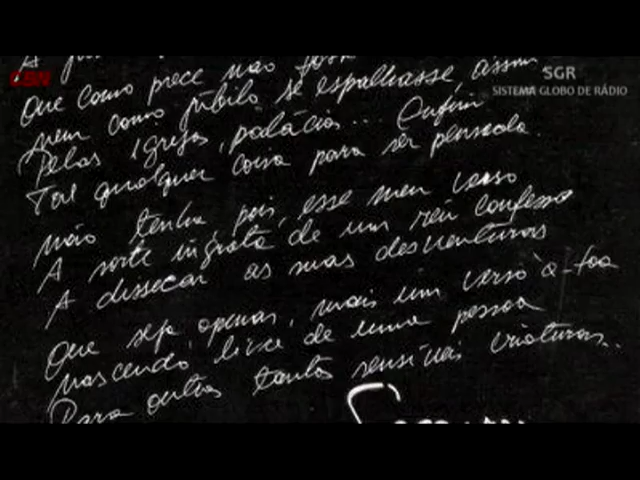 CBN
SGR
SISTEMA GLOBO DE RÁDIO
Que como prece não fosse
nem como júbilo se espalhasse, assim
Pelas igrejas, palácios... Enfim
Toe qualquer coisa para ser pensada.
Não tenha, pois, esse meu verso
A sorte ingrata de um réu confesso
A dissecar as suas desventuras
Que seja apenas, mais um verso à-toa
Nascendo, livre de uma pessoa
Para outras tantas sensíveis criaturas...